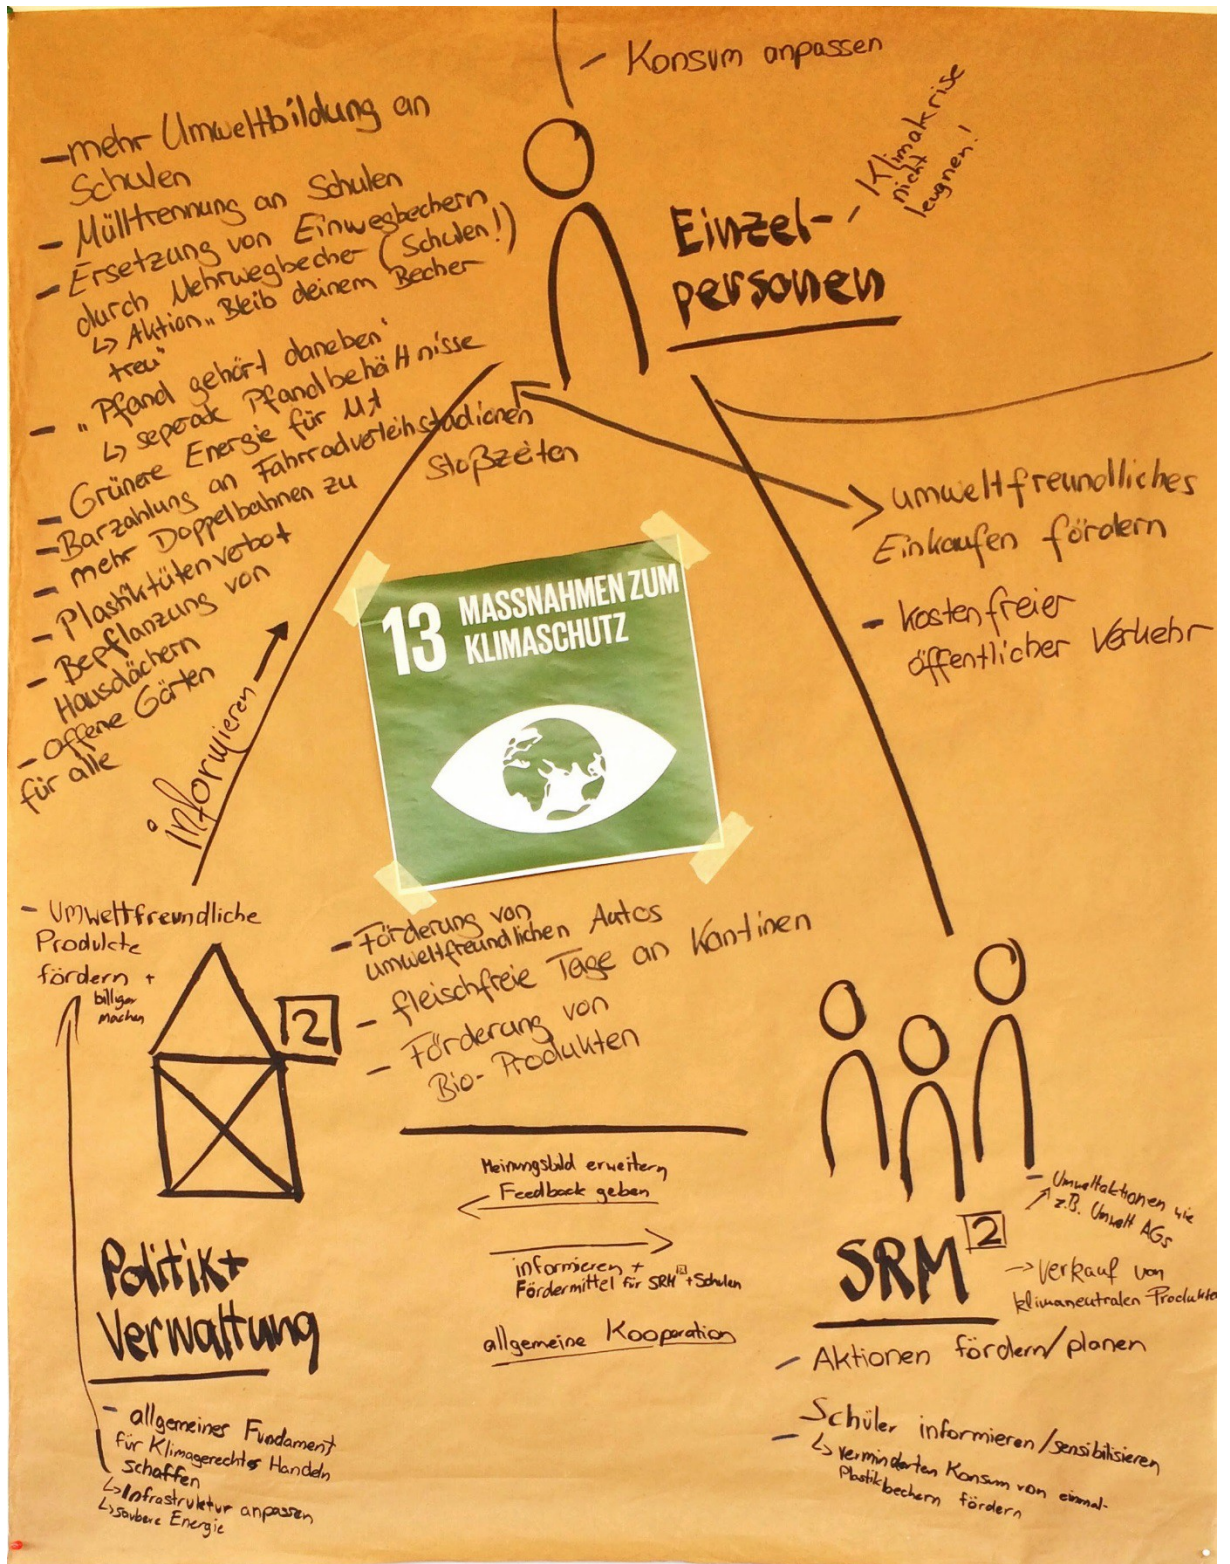 - Konsum anpassen
- mehr Umweltbildung an
Schulen
- Mülltrennung an Schulen
- Ersetzung von Einwegbechern
durch Mehrwegbecher (Schulen!)
↳ Aktion „Bleib deinem Becher
treu"
- „Pfand gehört daneben"
↳ seperate Pfandbehältnisse
- Grünere Energie für
- Barzahlung an Fahrradverleihstadionen
- mehr Doppelbahnen zu
Stoßzeiten
- Plastiktütenverbot
- Bepflanzung von
Hausdächern
- Offene Gärten
für alle
Einzel-
personen
- Klimakrise
nicht
leugnen!
umweltfreundliches
Einkaufen fördern
- kostenfreier
öffentlicher Verkehr
13 MASSNAHMEN ZUM
KLIMASCHUTZ
informieren
- Umweltfreundliche
Produkte
fördern +
billiger
machen
2
- Förderung von
umweltfreundlichen Autos
- fleischfreie Tage an Kantinen
- Förderung von
Bio-Produkten
Meinungsbild erweitern
Feedback geben
informieren +
Fördermittel für SRM² + Schulen
allgemeine Kooperation
Politik +
Verwaltung
- allgemeines Fundament
für Klimagerechtes Handeln
schaffen
↳ Infrastruktur anpassen
↳ saubere Energie
SRM 2
- Umweltaktionen wie
z.B. Umwelt AGs
→ Verkauf von
klimaneutralen Produkten
- Aktionen fördern/planen
- Schüler informieren/sensibilisieren
↳ verminderten Konsum von einmal-
Plastikbechern fördern